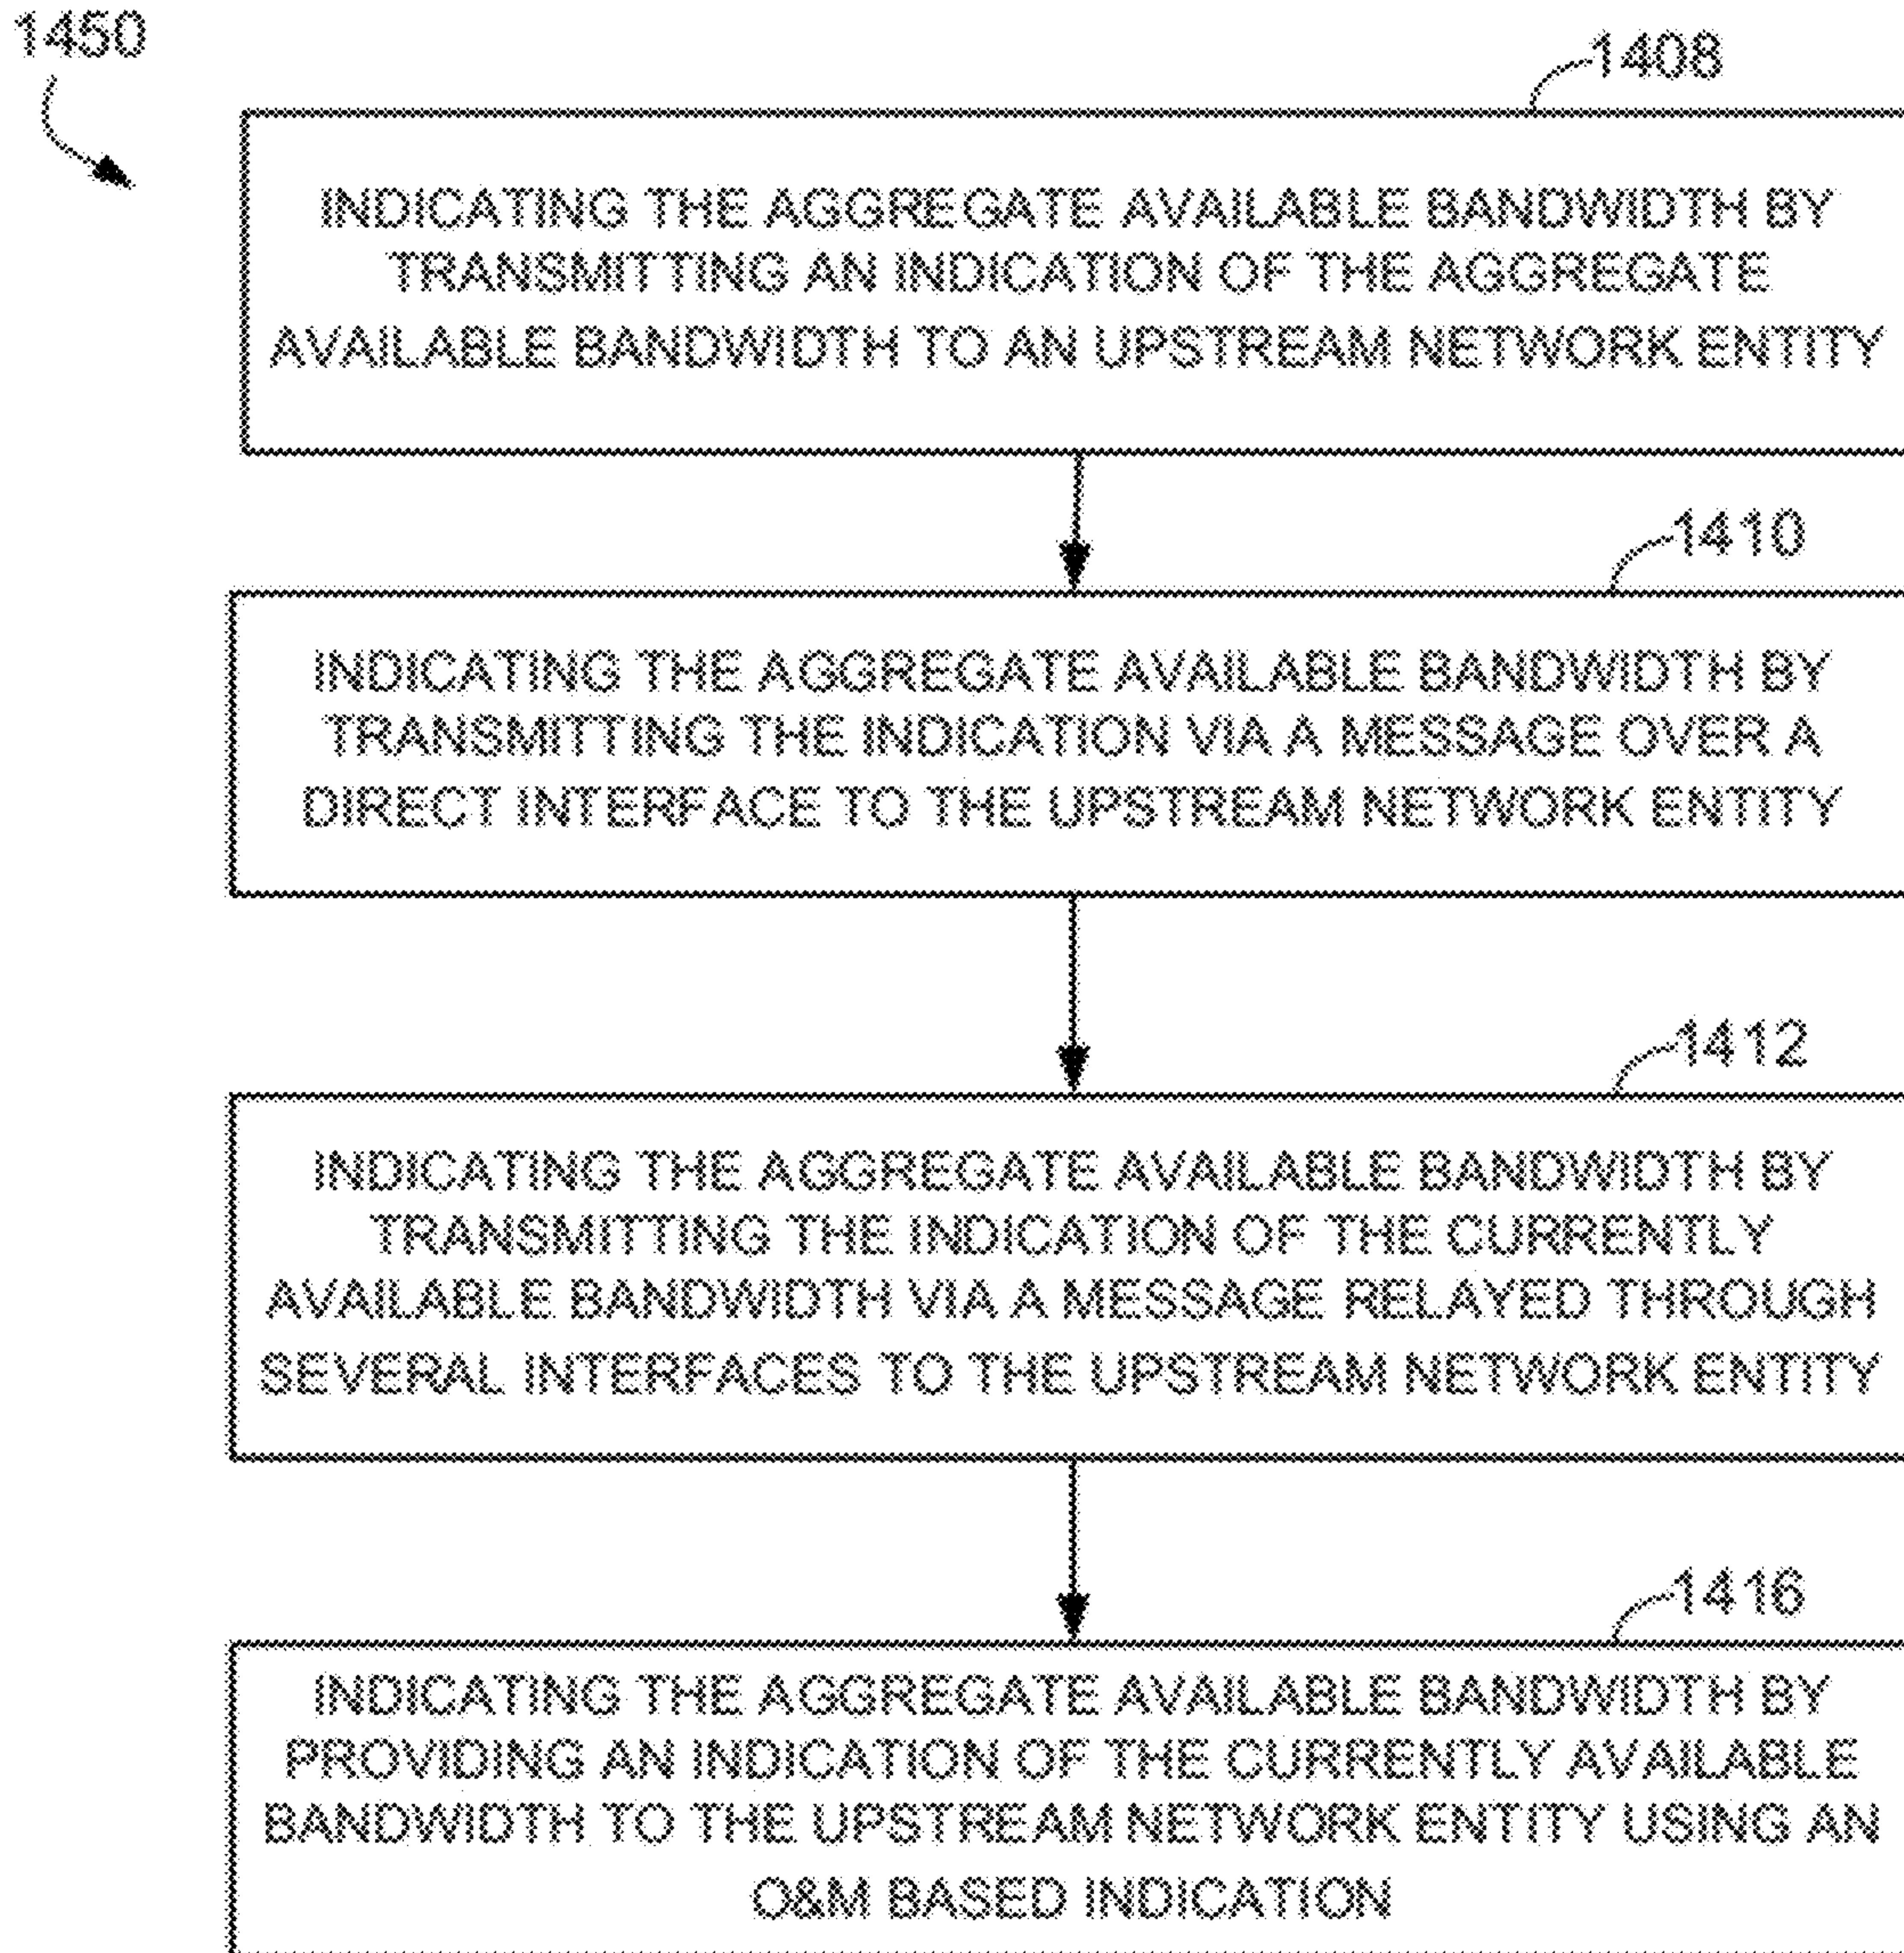 1450
1408
INDICATING THE AGGREGATE AVAILABLE BANDWIDTH BY
TRANSMITTING AN INDICATION OF THE AGGREGATE
AVAILABLE BANDWIDTH TO AN UPSTREAM NETWORK ENTITY
1410
INDICATING THE AGGREGATE AVAILABLE BANDWIDTH BY
TRANSMITTING THE INDICATION VIA A MESSAGE OVER A
DIRECT INTERFACE TO THE UPSTREAM NETWORK ENTITY
1412
INDICATING THE AGGREGATE AVAILABLE BANDWIDTH BY
TRANSMITTING THE INDICATION OF THE CURRENTLY
AVAILABLE BANDWIDTH VIA A MESSAGE RELAYED THROUGH
SEVERAL INTERFACES TO THE UPSTREAM NETWORK ENTITY
1416
INDICATING THE AGGREGATE AVAILABLE BANDWIDTH BY
PROVIDING AN INDICATION OF THE CURRENTLY AVAILABLE
BANDWIDTH TO THE UPSTREAM NETWORK ENTITY USING AN
O&M BASED INDICATION